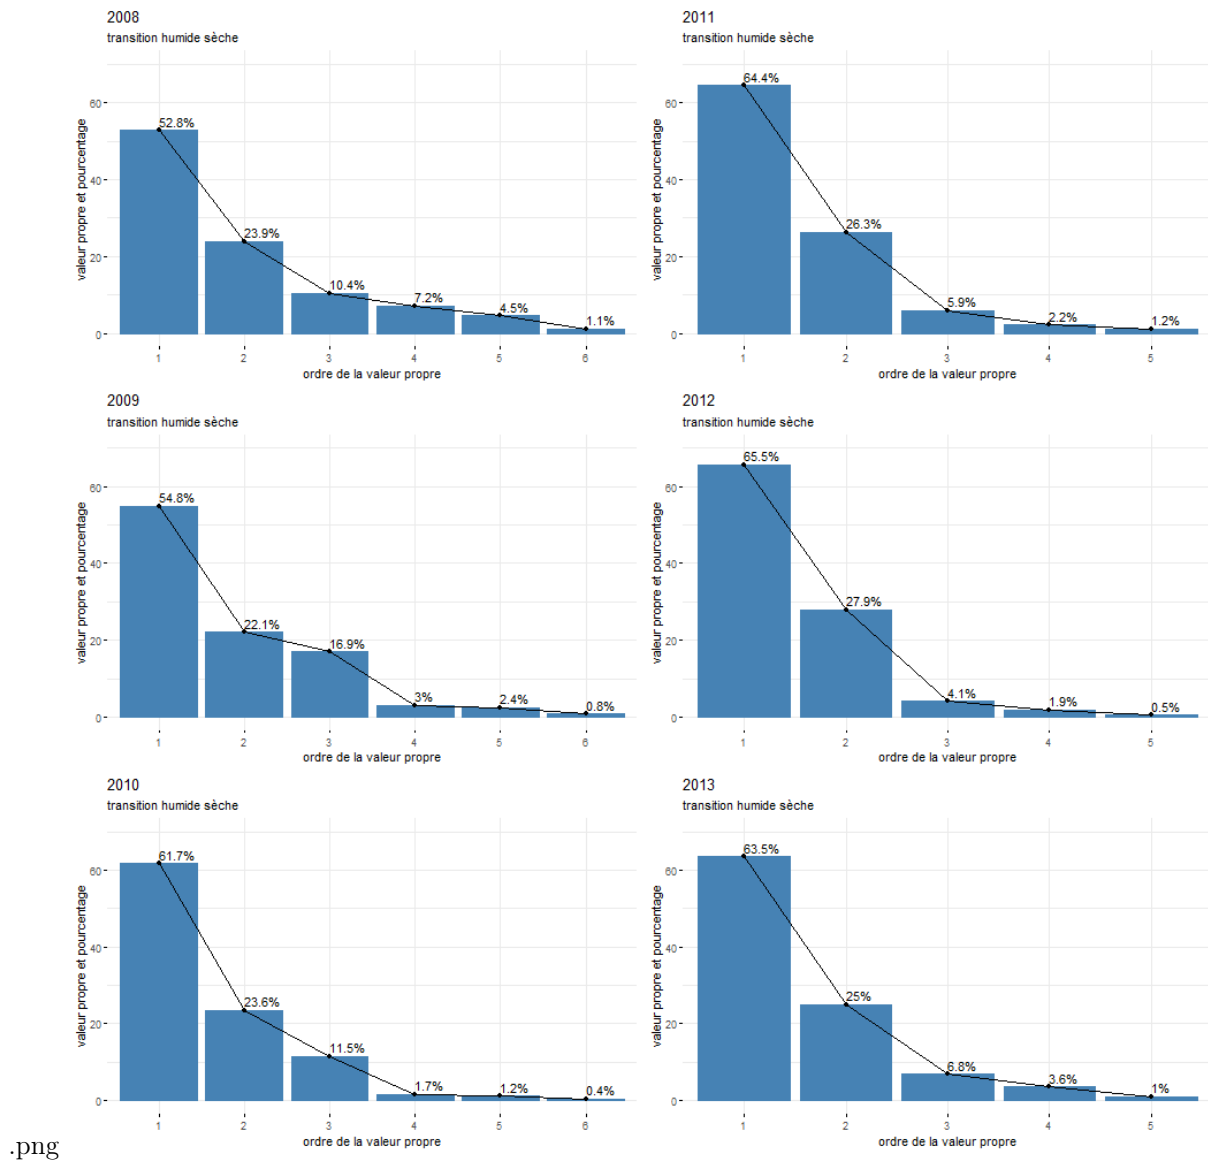 2008
transition humide sèche
valeur propre et pourcentage
60
40
20
0
52.8%
23.9%
10.4%
7.2%
4.5%
1.1%
1 2 3 4 5 6
ordre de la valeur propre
2011
transition humide sèche
valeur propre et pourcentage
60
40
20
0
64.4%
26.3%
5.9%
2.2%
1.2%
1 2 3 4 5
ordre de la valeur propre
2009
transition humide sèche
valeur propre et pourcentage
60
40
20
0
54.8%
22.1%
16.9%
3%
2.4%
0.8%
1 2 3 4 5 6
ordre de la valeur propre
2012
transition humide sèche
valeur propre et pourcentage
60
40
20
0
65.5%
27.9%
4.1%
1.9%
0.5%
1 2 3 4 5
ordre de la valeur propre
2010
transition humide sèche
valeur propre et pourcentage
60
40
20
0
61.7%
23.6%
11.5%
1.7%
1.2%
0.4%
1 2 3 4 5 6
ordre de la valeur propre
2013
transition humide sèche
valeur propre et pourcentage
60
40
20
0
63.5%
25%
6.8%
3.6%
1%
1 2 3 4 5
ordre de la valeur propre
.png